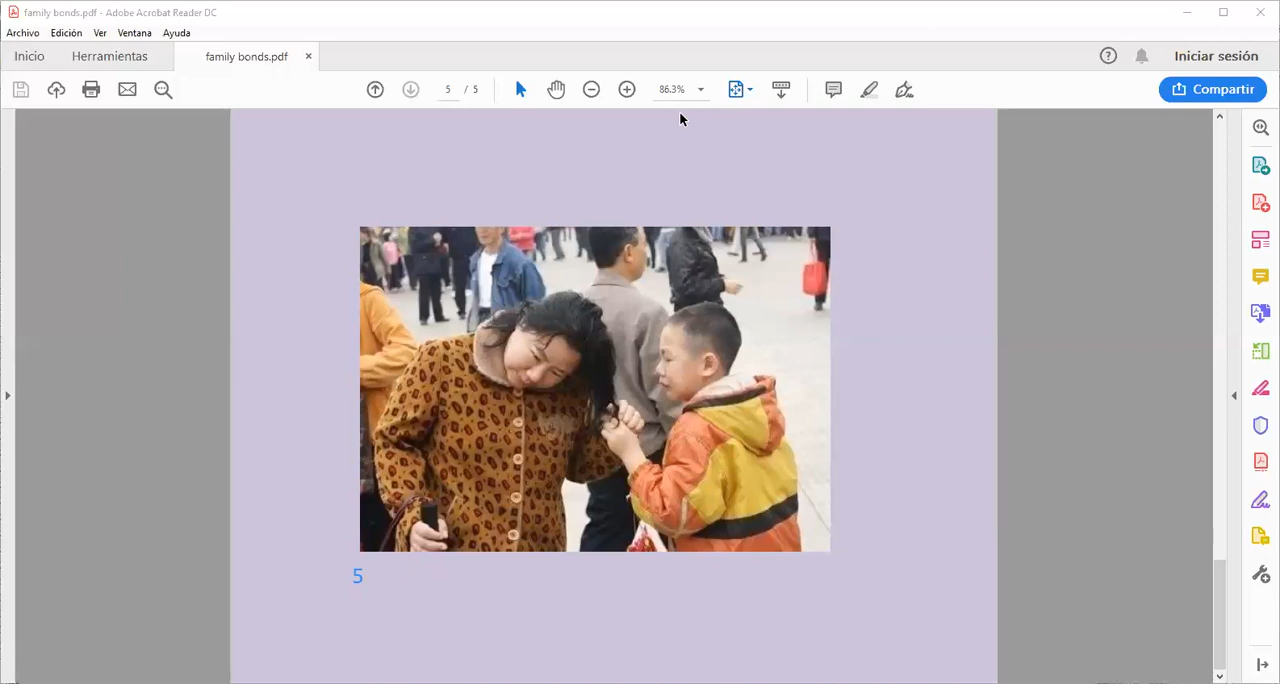 family bonds.pdf - Adobe Acrobat Reader DC
Archivo Edición Ver Ventana Ayuda
Inicio Herramientas family bonds.pdf × Iniciar sesión
5 / 5 86.3% Compartir
5